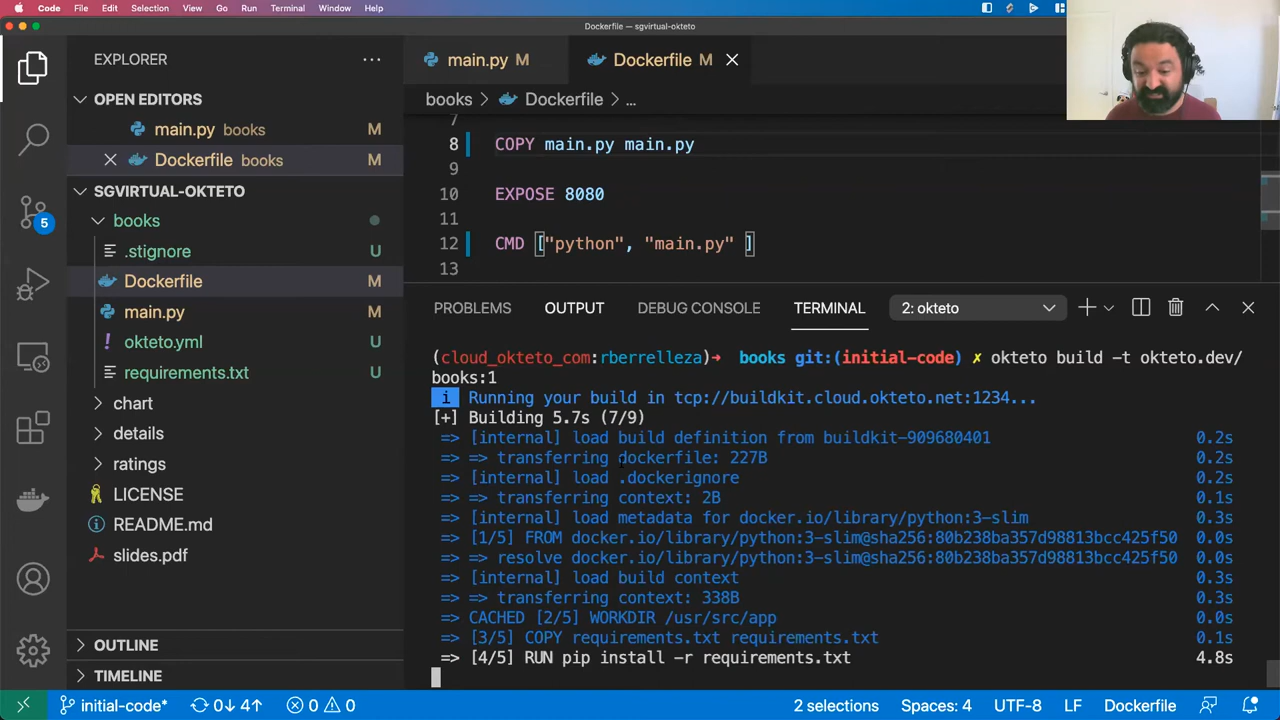 Code File Edit Selection View Go Run Terminal Window Help
Dockerfile — sgvirtual-okteto
EXPLORER
OPEN EDITORS
main.py books M
Dockerfile books M
SGVIRTUAL-OKTETO
books
.stignore U
Dockerfile M
main.py M
okteto.yml U
requirements.txt U
chart
details
ratings
LICENSE
README.md
slides.pdf
OUTLINE
TIMELINE
5
main.py M
Dockerfile M
books > Dockerfile > ...
7
8 COPY main.py main.py
9
10 EXPOSE 8080
11
12 CMD ["python", "main.py" ]
13
PROBLEMS OUTPUT DEBUG CONSOLE TERMINAL 2: okteto
(cloud_okteto_com:rberrelleza)➜ books git:(initial-code) ✗ okteto build -t okteto.dev/
books:1
i Running your build in tcp://buildkit.cloud.okteto.net:1234...
[+] Building 5.7s (7/9)
=> [internal] load build definition from buildkit-909680401 0.2s
=> => transferring dockerfile: 227B 0.2s
=> [internal] load .dockerignore 0.2s
=> => transferring context: 2B 0.1s
=> [internal] load metadata for docker.io/library/python:3-slim 0.3s
=> [1/5] FROM docker.io/library/python:3-slim@sha256:80b238ba357d98813bcc425f50 0.0s
=> => resolve docker.io/library/python:3-slim@sha256:80b238ba357d98813bcc425f50 0.0s
=> [internal] load build context 0.3s
=> => transferring context: 338B 0.3s
=> CACHED [2/5] WORKDIR /usr/src/app 0.0s
=> [3/5] COPY requirements.txt requirements.txt 0.1s
=> [4/5] RUN pip install -r requirements.txt 4.8s
initial-code* 0↓ 4↑ 0 0 2 selections Spaces: 4 UTF-8 LF Dockerfile